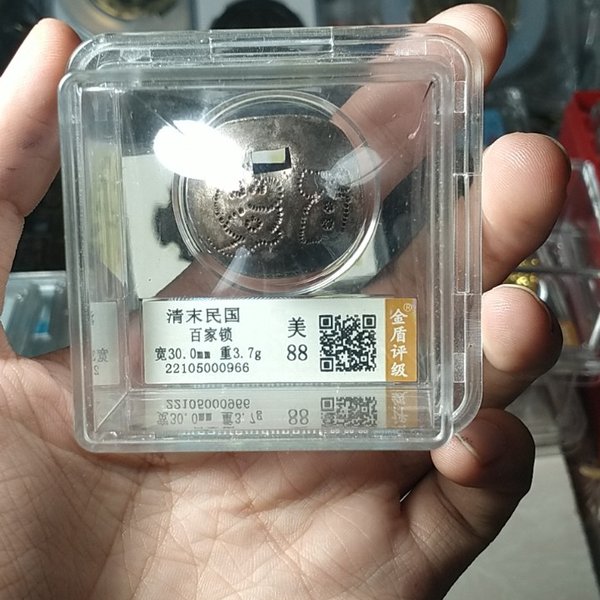 清末民国
百家锁
美
宽30.0mm 重3.7g
88
22105000966
金盾评级®